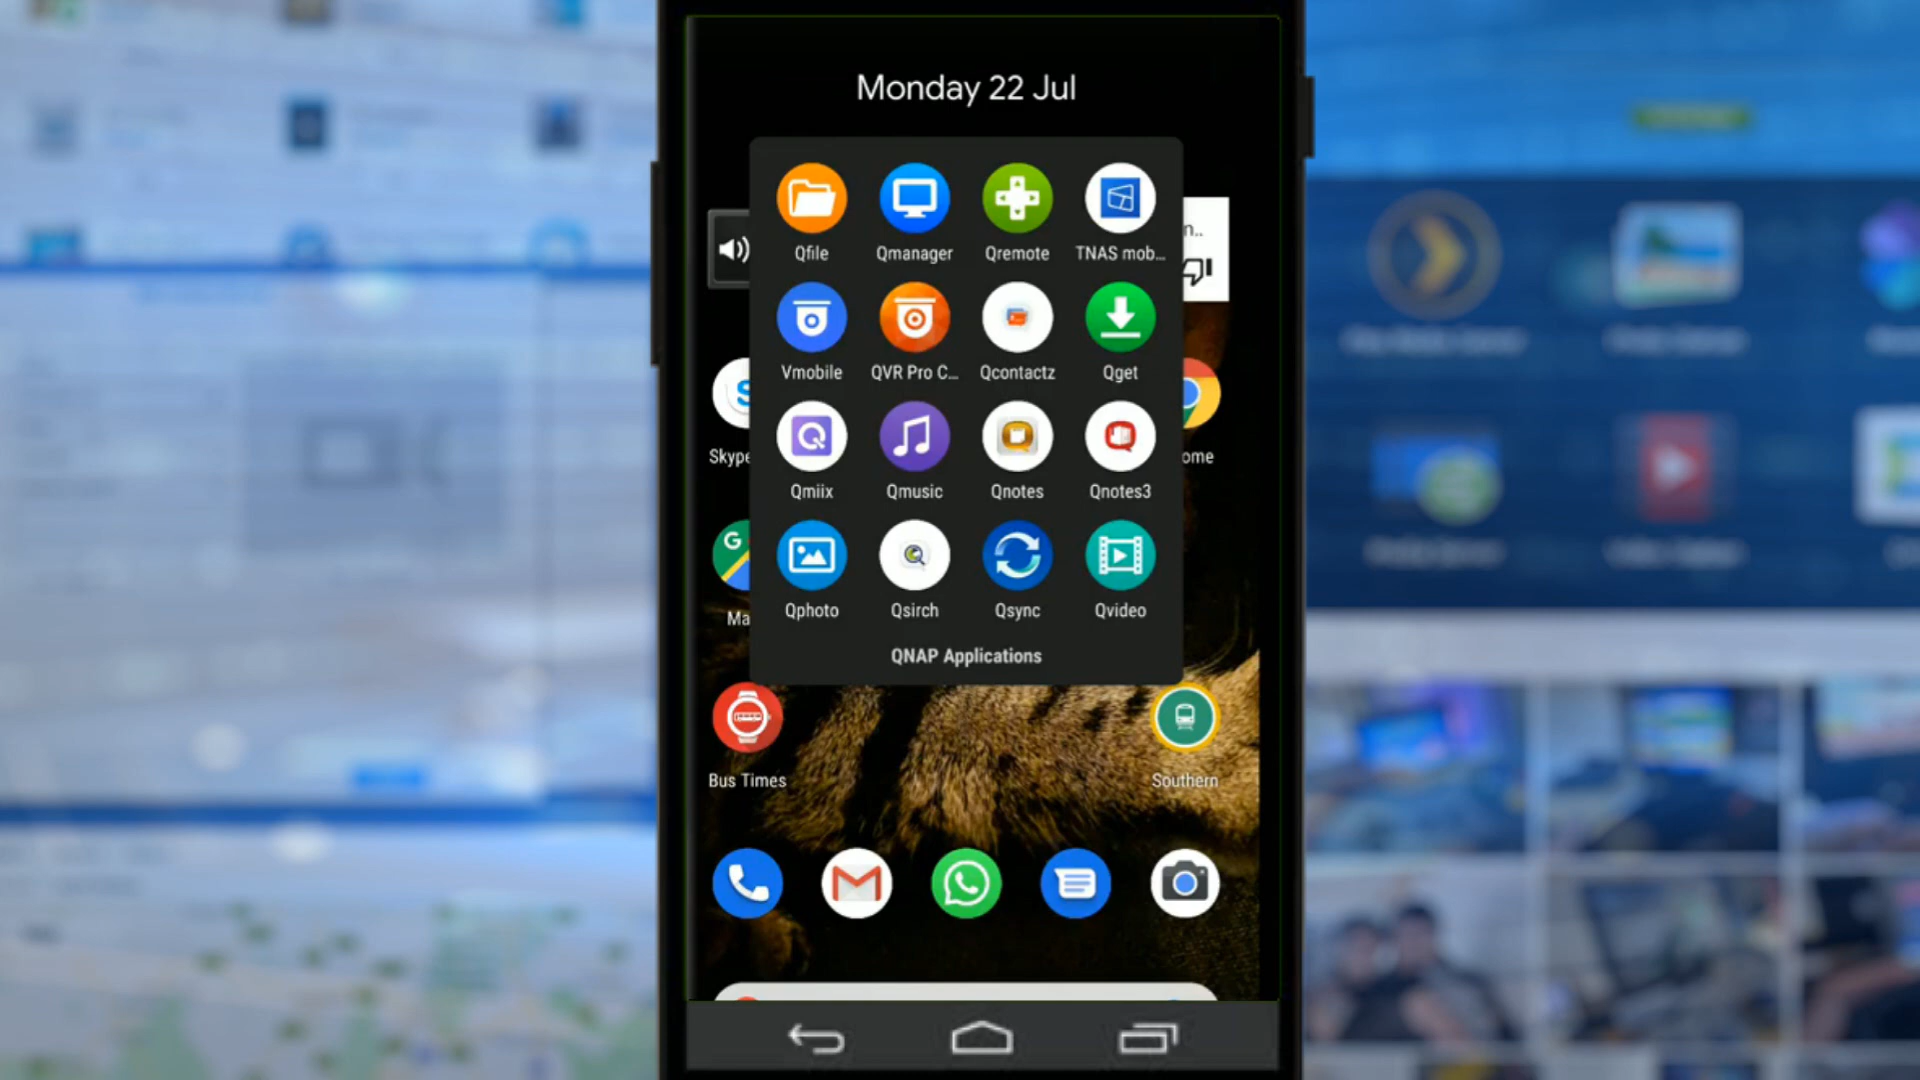 Monday 22 Jul
n..
Qfile Qmanager Qremote TNAS mob...
Vmobile QVR Pro C... Qcontactz Qget
Skype ome
Qmiix Qmusic Qnotes Qnotes3
G
Ma
Qphoto Qsirch Qsync Qvideo
QNAP Applications
Bus Times Southern